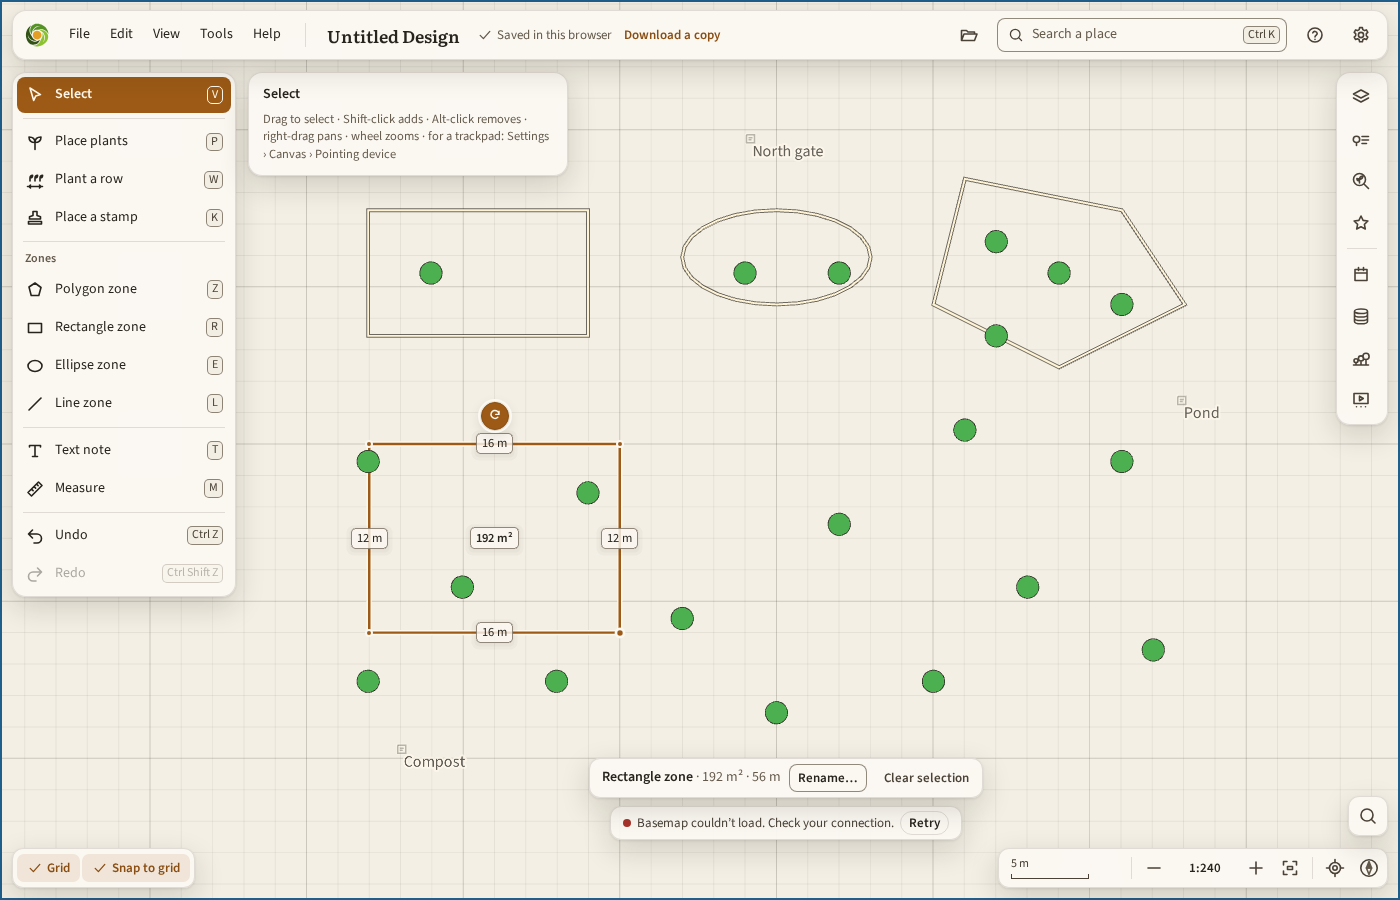 File Edit View Tools Help
Untitled Design
Saved in this browser
Download a copy
Search a place
Ctrl K
Select V
Place plants P
Plant a row W
Place a stamp K
Zones
Polygon zone Z
Rectangle zone R
Ellipse zone E
Line zone L
Text note T
Measure M
Undo Ctrl Z
Redo Ctrl Shift Z
Select
Drag to select · Shift-click adds · Alt-click removes ·
right-drag pans · wheel zooms · for a trackpad: Settings
› Canvas › Pointing device
North gate
Pond
16 m
12 m
192 m²
12 m
16 m
Compost
Rectangle zone · 192 m² · 56 m
Rename…
Clear selection
Basemap couldn’t load. Check your connection.
Retry
Grid
Snap to grid
5 m
1:240